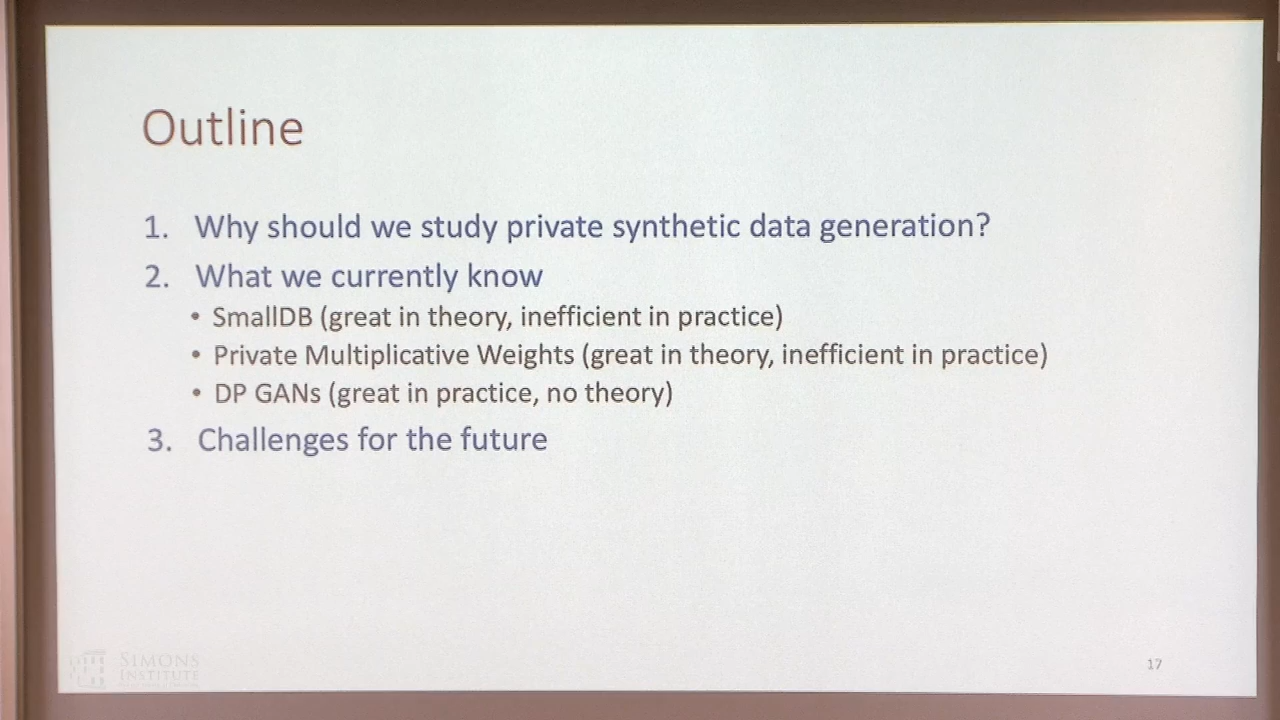 Outline
1. Why should we study private synthetic data generation?
2. What we currently know
• SmallDB (great in theory, inefficient in practice)
• Private Multiplicative Weights (great in theory, inefficient in practice)
• DP GANs (great in practice, no theory)
3. Challenges for the future
SIMONS
INSTITUTE
17